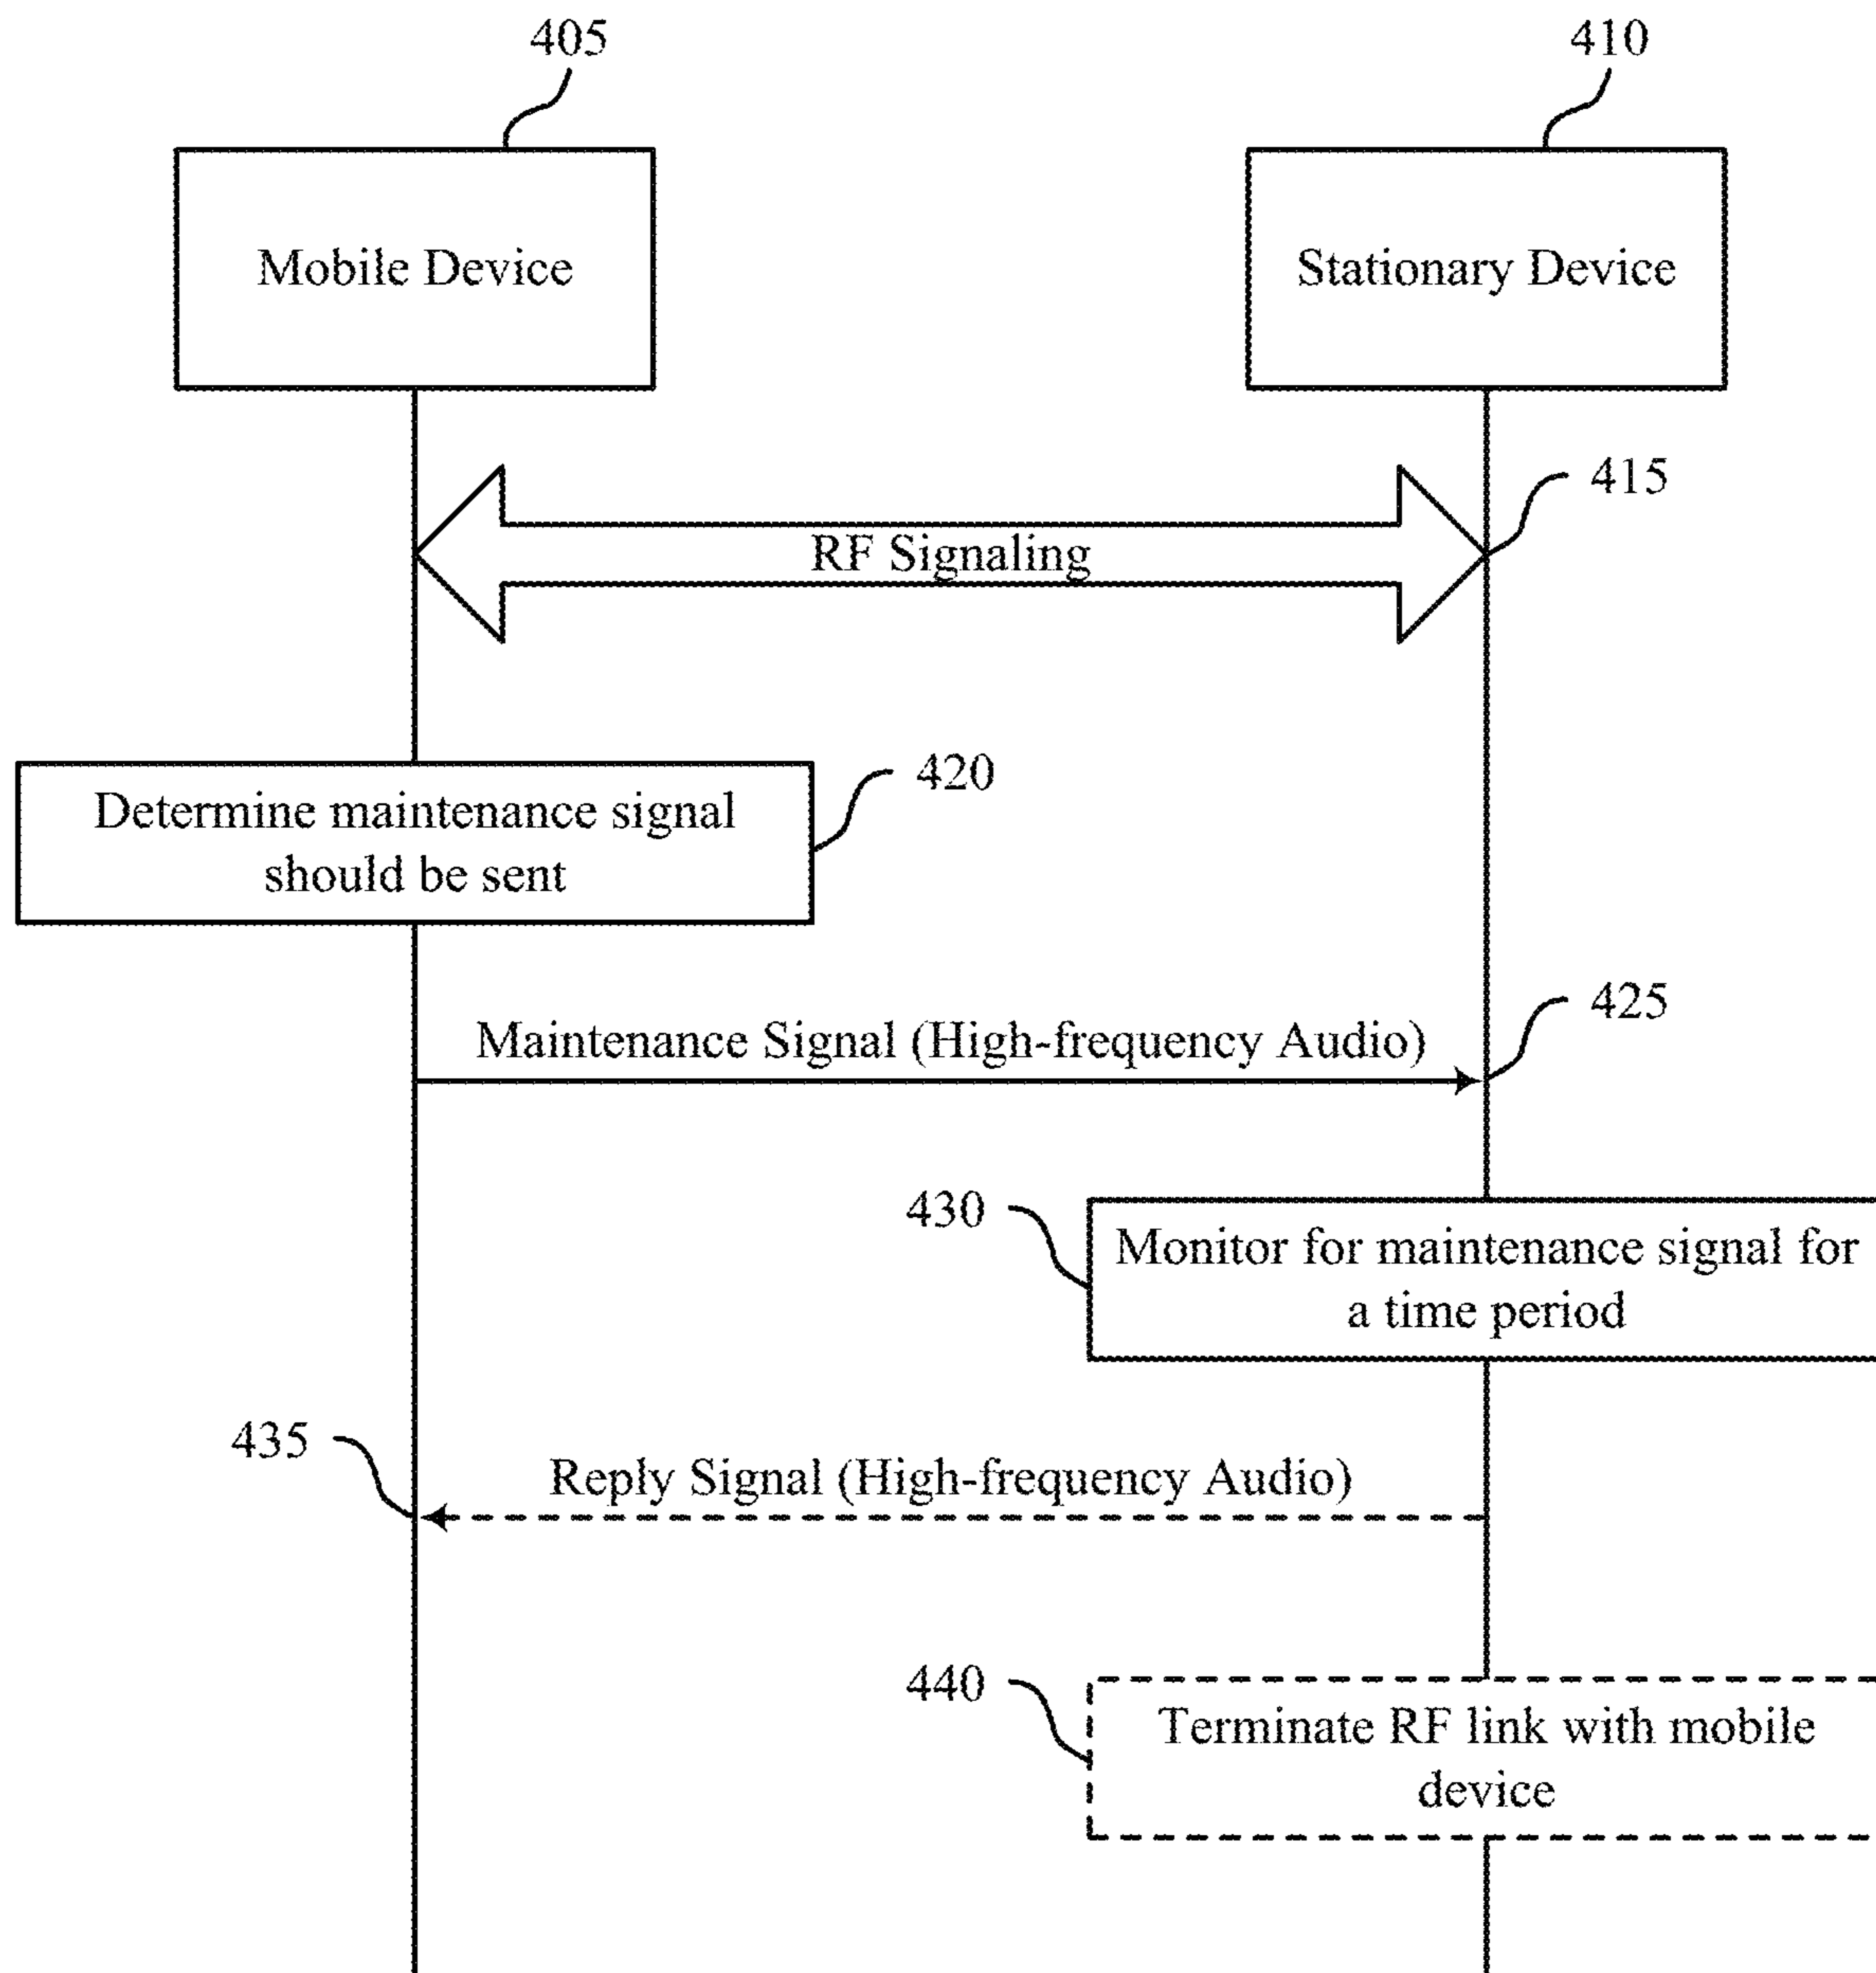 405
410
Mobile Device
Stationary Device
415
RF Signaling
420
Determine maintenance signal
should be sent
425
Maintenance Signal (High-frequency Audio)
430
Monitor for maintenance signal for
a time period
435
Reply Signal (High-frequency Audio)
440
Terminate RF link with mobile
device